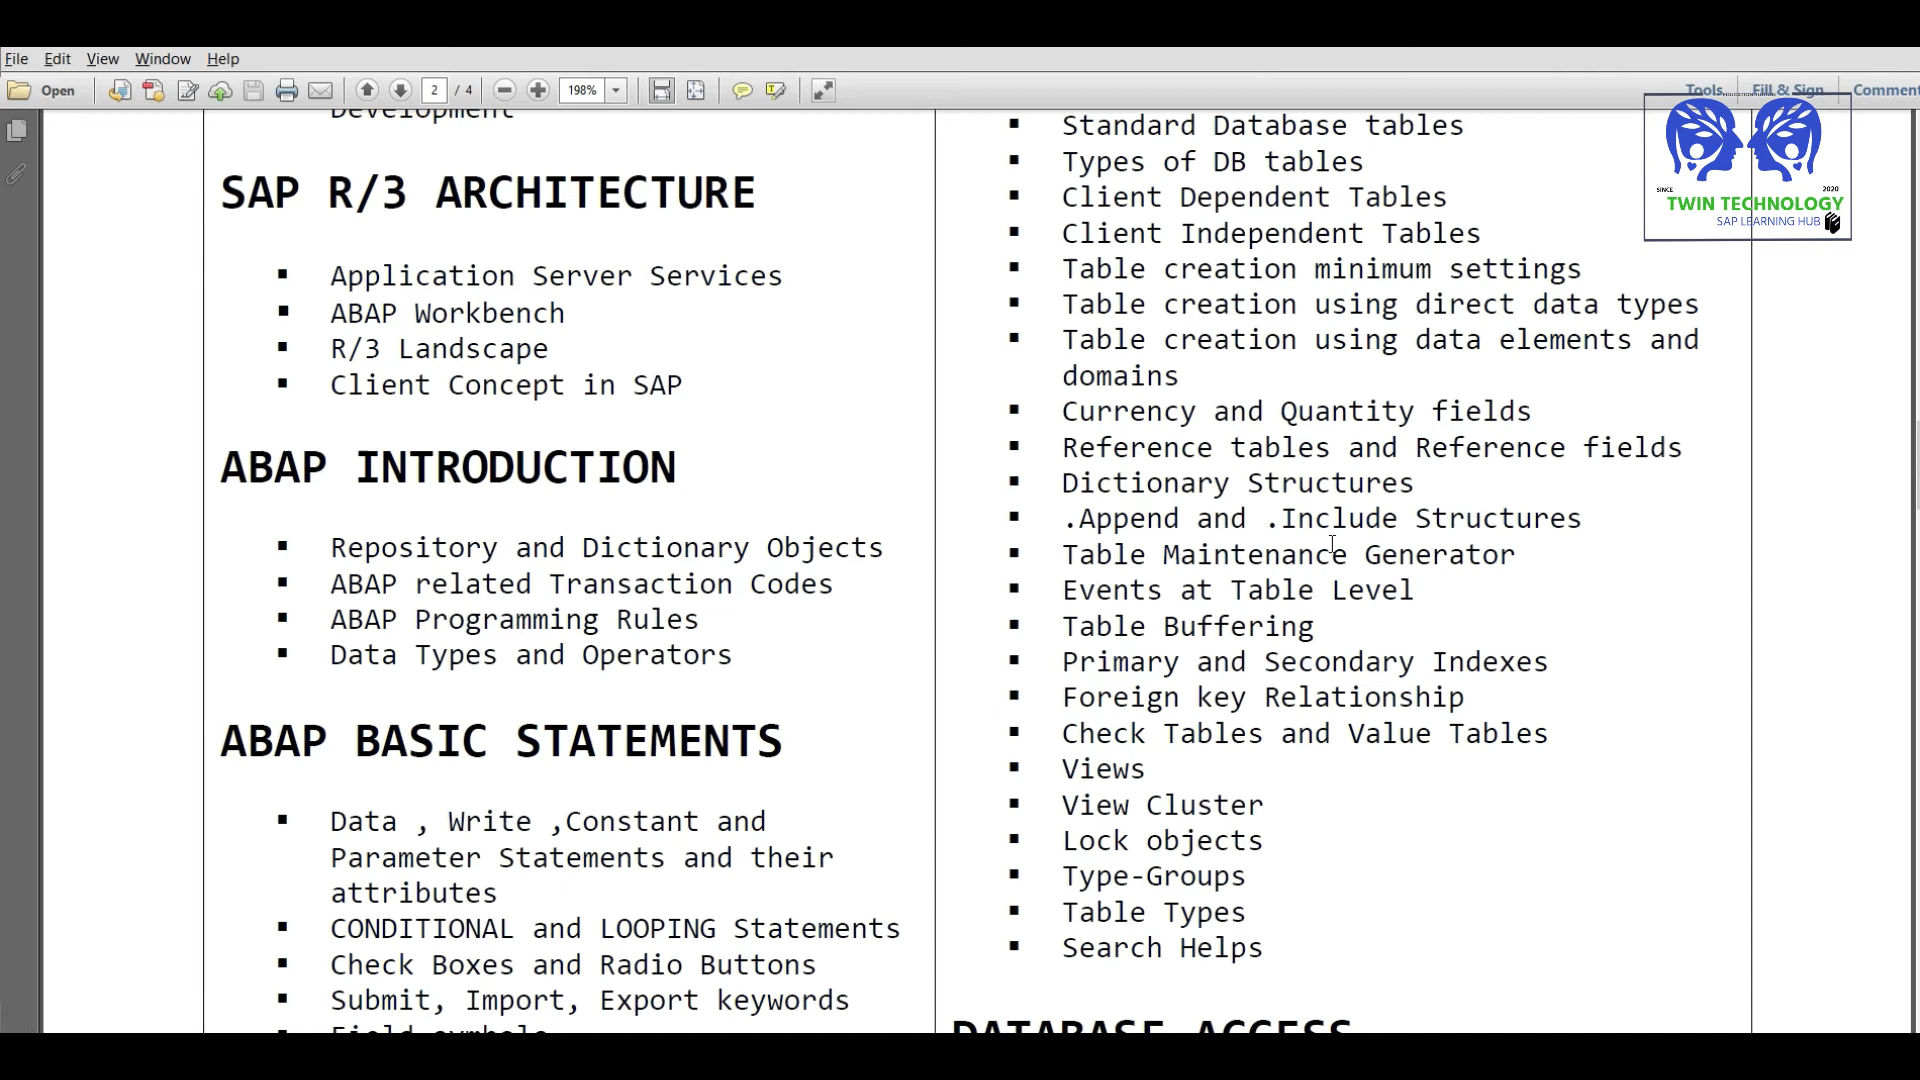 File Edit View Window Help
Open 2 / 4 198% Tools Fill & Sign Comment
Development
SAP R/3 ARCHITECTURE
▪ Application Server Services
▪ ABAP Workbench
▪ R/3 Landscape
▪ Client Concept in SAP
ABAP INTRODUCTION
▪ Repository and Dictionary Objects
▪ ABAP related Transaction Codes
▪ ABAP Programming Rules
▪ Data Types and Operators
ABAP BASIC STATEMENTS
▪ Data , Write ,Constant and
Parameter Statements and their
attributes
▪ CONDITIONAL and LOOPING Statements
▪ Check Boxes and Radio Buttons
▪ Submit, Import, Export keywords
▪ Field symbols
▪ Standard Database tables
▪ Types of DB tables
▪ Client Dependent Tables
▪ Client Independent Tables
▪ Table creation minimum settings
▪ Table creation using direct data types
▪ Table creation using data elements and
domains
▪ Currency and Quantity fields
▪ Reference tables and Reference fields
▪ Dictionary Structures
▪ .Append and .Include Structures
▪ Table Maintenance Generator
▪ Events at Table Level
▪ Table Buffering
▪ Primary and Secondary Indexes
▪ Foreign key Relationship
▪ Check Tables and Value Tables
▪ Views
▪ View Cluster
▪ Lock objects
▪ Type-Groups
▪ Table Types
▪ Search Helps
DATABASE ACCESS
SINCE 2020
TWIN TECHNOLOGY
SAP LEARNING HUB